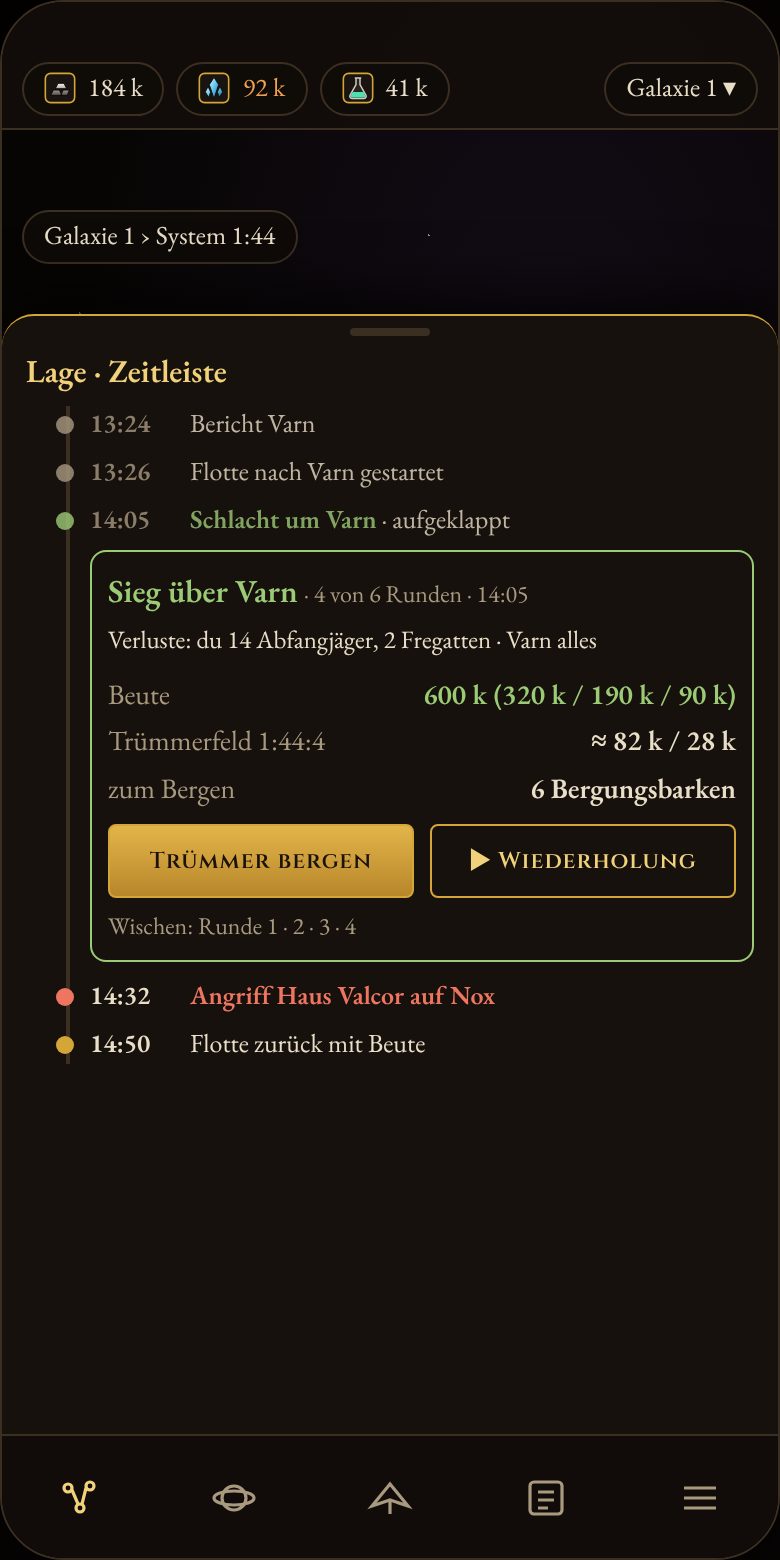 184 k 92 k 41 k Galaxie 1 ▼
Galaxie 1 › System 1:44
Lage · Zeitleiste
13:24 Bericht Varn
13:26 Flotte nach Varn gestartet
14:05 Schlacht um Varn · aufgeklappt
Sieg über Varn · 4 von 6 Runden · 14:05
Verluste: du 14 Abfangjäger, 2 Fregatten · Varn alles
Beute 600 k (320 k / 190 k / 90 k)
Trümmerfeld 1:44:4 ≈ 82 k / 28 k
zum Bergen 6 Bergungsbarken
Trümmer bergen ▶ Wiederholung
Wischen: Runde 1 · 2 · 3 · 4
14:32 Angriff Haus Valcor auf Nox
14:50 Flotte zurück mit Beute